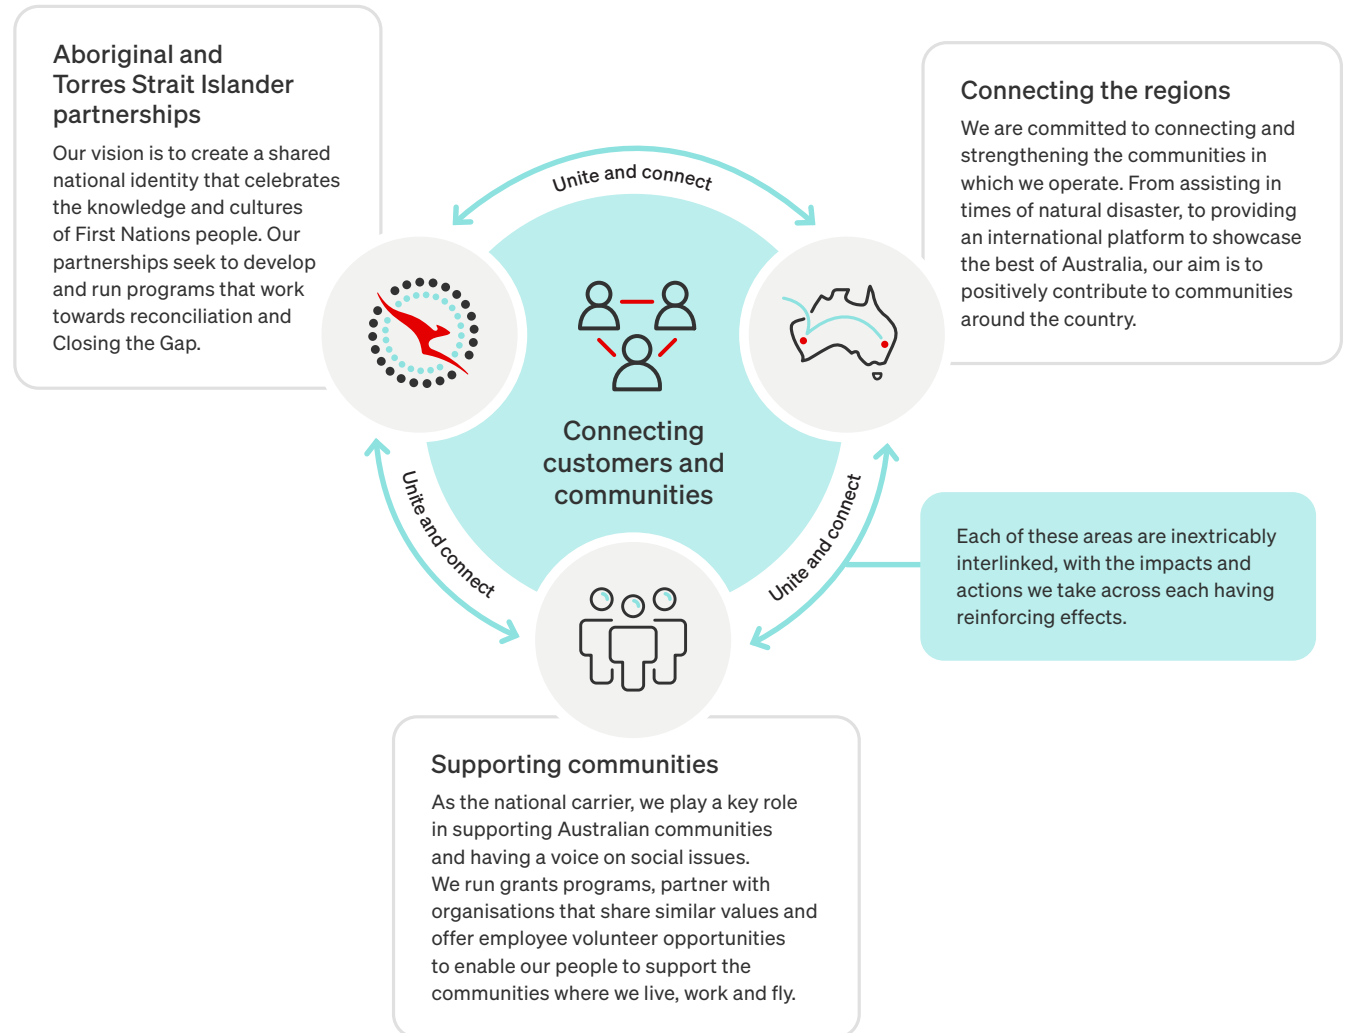 Aboriginal and
Torres Strait Islander
partnerships
Our vision is to create a shared
national identity that celebrates
the knowledge and cultures
of First Nations people. Our
partnerships seek to develop
and run programs that work
towards reconciliation and
Closing the Gap.
Unite and connect
Connecting the regions
We are committed to connecting and
strengthening the communities in
which we operate. From assisting in
times of natural disaster, to providing
an international platform to showcase
the best of Australia, our aim is to
positively contribute to communities
around the country.
Connecting
customers and
communities
Unite and connect
Unite and connect
Each of these areas are inextricably
interlinked, with the impacts and
actions we take across each having
reinforcing effects.
Supporting communities
As the national carrier, we play a key role
in supporting Australian communities
and having a voice on social issues.
We run grants programs, partner with
organisations that share similar values and
offer employee volunteer opportunities
to enable our people to support the
communities where we live, work and fly.